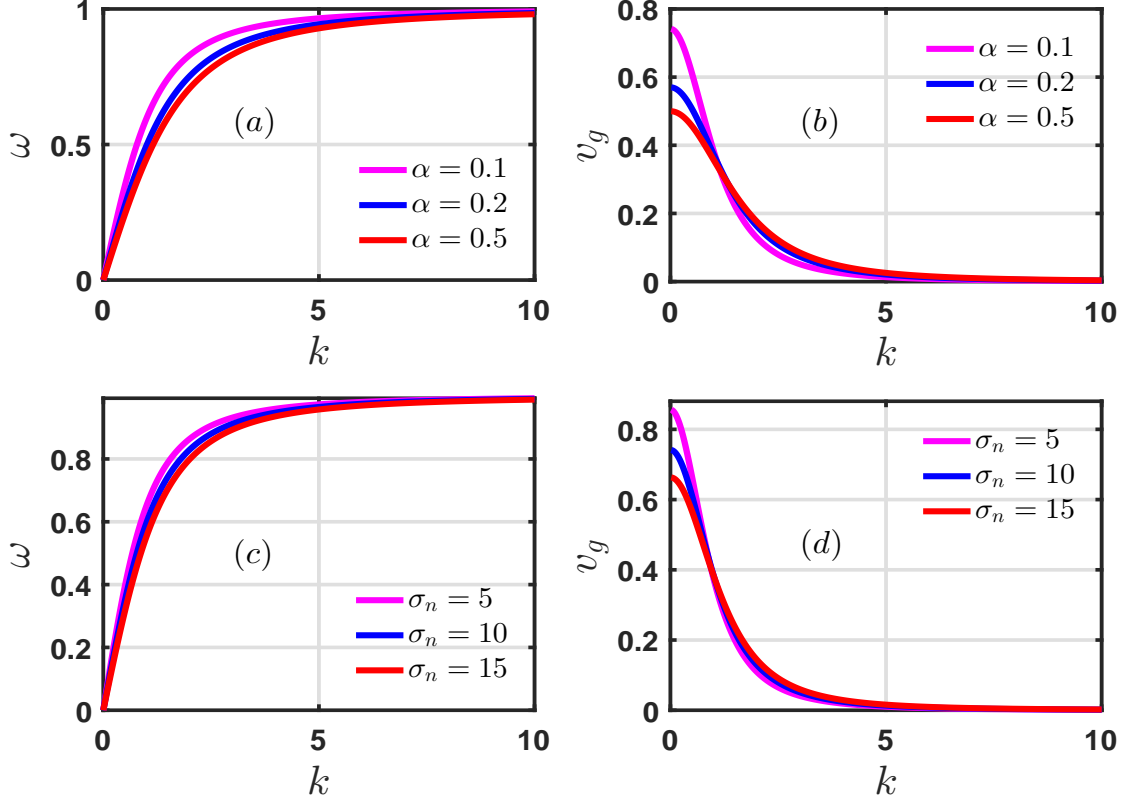 1
0.5
0
0
5
10
ω
k
(a)
α = 0.1
α = 0.2
α = 0.5
0.8
0.6
0.4
0.2
0
0
5
10
v_g
k
(b)
α = 0.1
α = 0.2
α = 0.5
0.8
0.6
0.4
0.2
0
0
5
10
ω
k
(c)
σ_n = 5
σ_n = 10
σ_n = 15
0.8
0.6
0.4
0.2
0
0
5
10
v_g
k
(d)
σ_n = 5
σ_n = 10
σ_n = 15